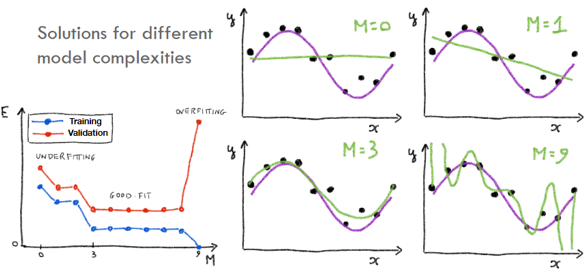 Solutions for different
model complexities
E
Training
Validation
OVERFITTING
UNDERFITTING
GOOD-FIT
0
0
3
9
M
y
M=0
x
y
M=1
x
y
M=3
x
y
M=9
x